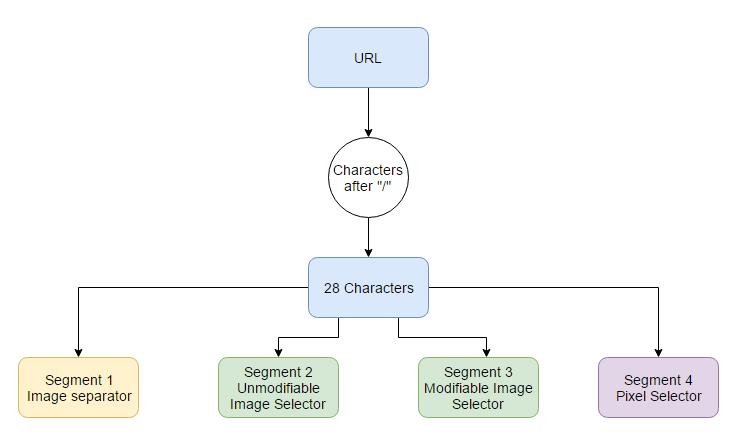 URL
Characters
after "/"
28 Characters
Segment 1
Image separator
Segment 2
Unmodifiable
Image Selector
Segment 3
Modifiable Image
Selector
Segment 4
Pixel Selector